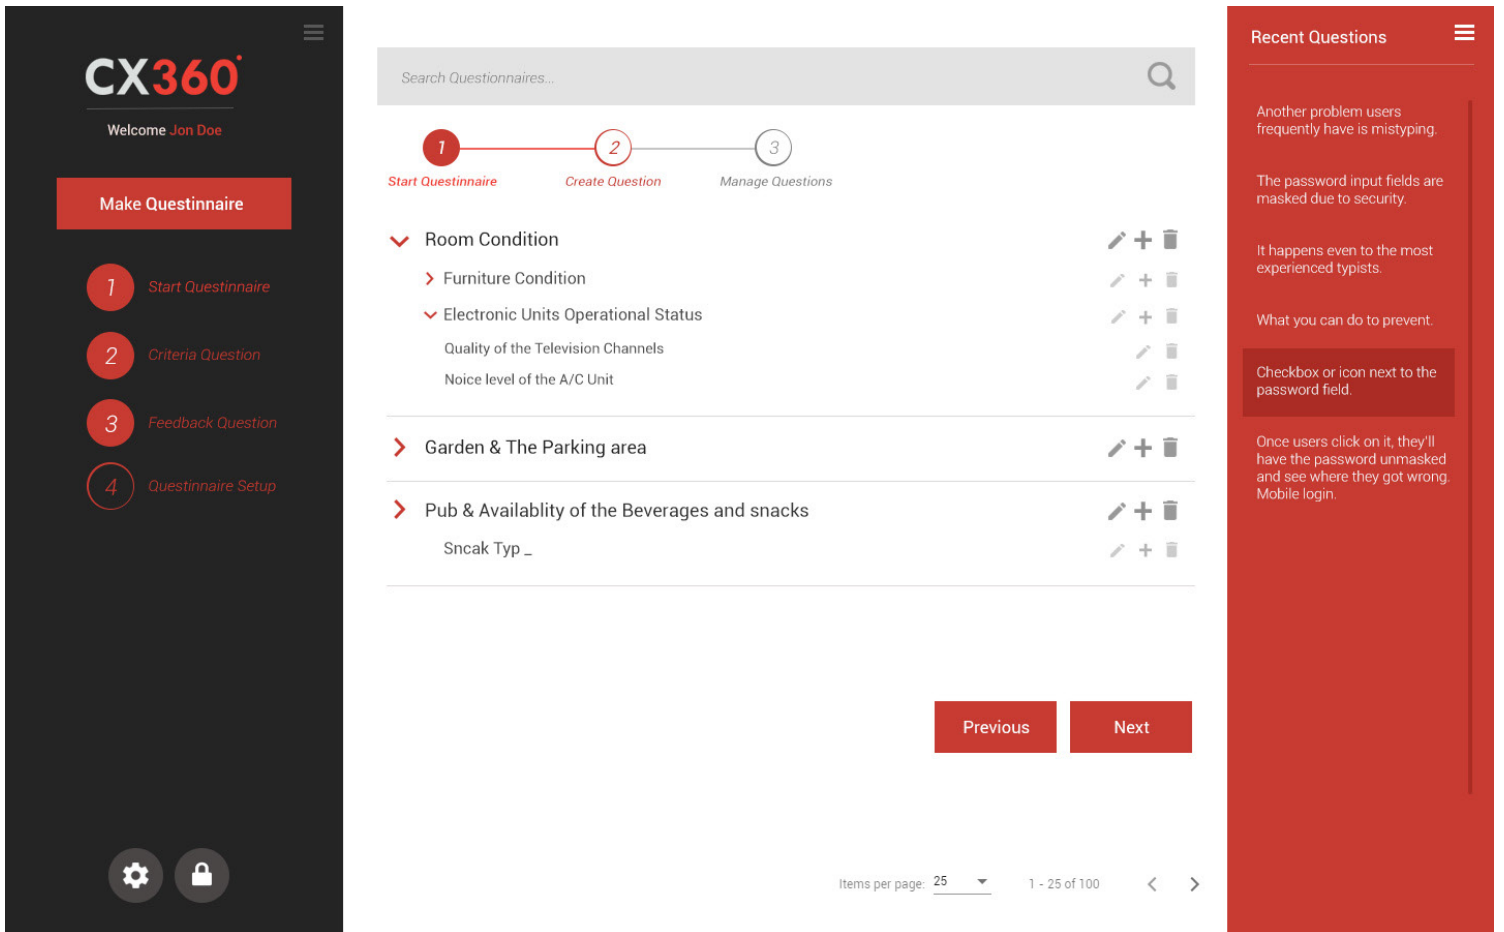 CX360
Welcome Jon Doe
Make Questinnaire
1 Start Questinnaire
2 Criteria Question
3 Feedback Question
4 Questinnaire Setup
Search Questionnaires...
1 2 3
Start Questinnaire Create Question Manage Questions
Room Condition
Furniture Condition
Electronic Units Operational Status
Quality of the Television Channels
Noice level of the A/C Unit
Garden & The Parking area
Pub & Availablity of the Beverages and snacks
Sncak Typ _
Previous Next
Items per page: 25 1 - 25 of 100
Recent Questions
Another problem users
frequently have is mistyping.
The password input fields are
masked due to security.
It happens even to the most
experienced typists.
What you can do to prevent.
Checkbox or icon next to the
password field.
Once users click on it, they'll
have the password unmasked
and see where they got wrong.
Mobile login.